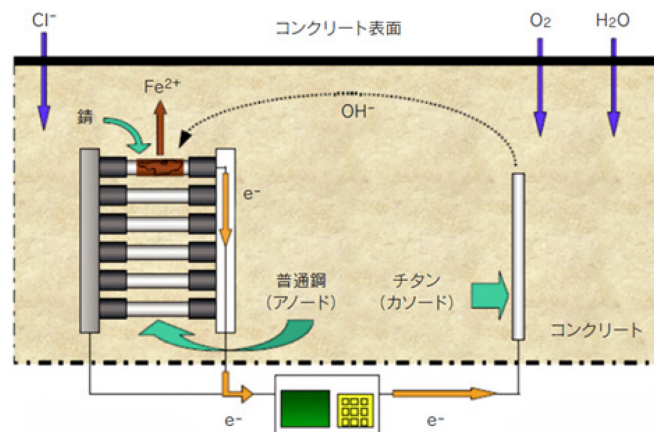 Cl⁻
コンクリート表面
O₂
H₂O
Fe²⁺
錆
OH⁻
e⁻
普通鋼
(アノード)
チタン
(カソード)
コンクリート
e⁻
e⁻